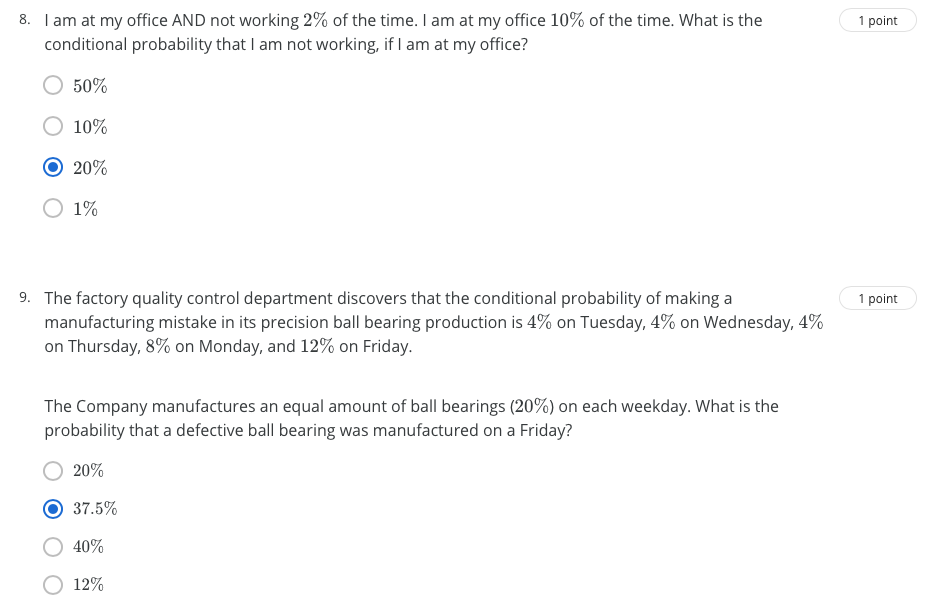 8. I am at my office AND not working 2% of the time. I am at my office 10% of the time. What is the
1 point
conditional probability that I am not working, if I am at my office?
50%
10%
20%
1%
9. The factory quality control department discovers that the conditional probability of making a
1 point
manufacturing mistake in its precision ball bearing production is 4% on Tuesday, 4% on Wednesday, 4%
on Thursday, 8% on Monday, and 12% on Friday.
The Company manufactures an equal amount of ball bearings (20%) on each weekday. What is the
probability that a defective ball bearing was manufactured on a Friday?
20%
37.5%
40%
12%